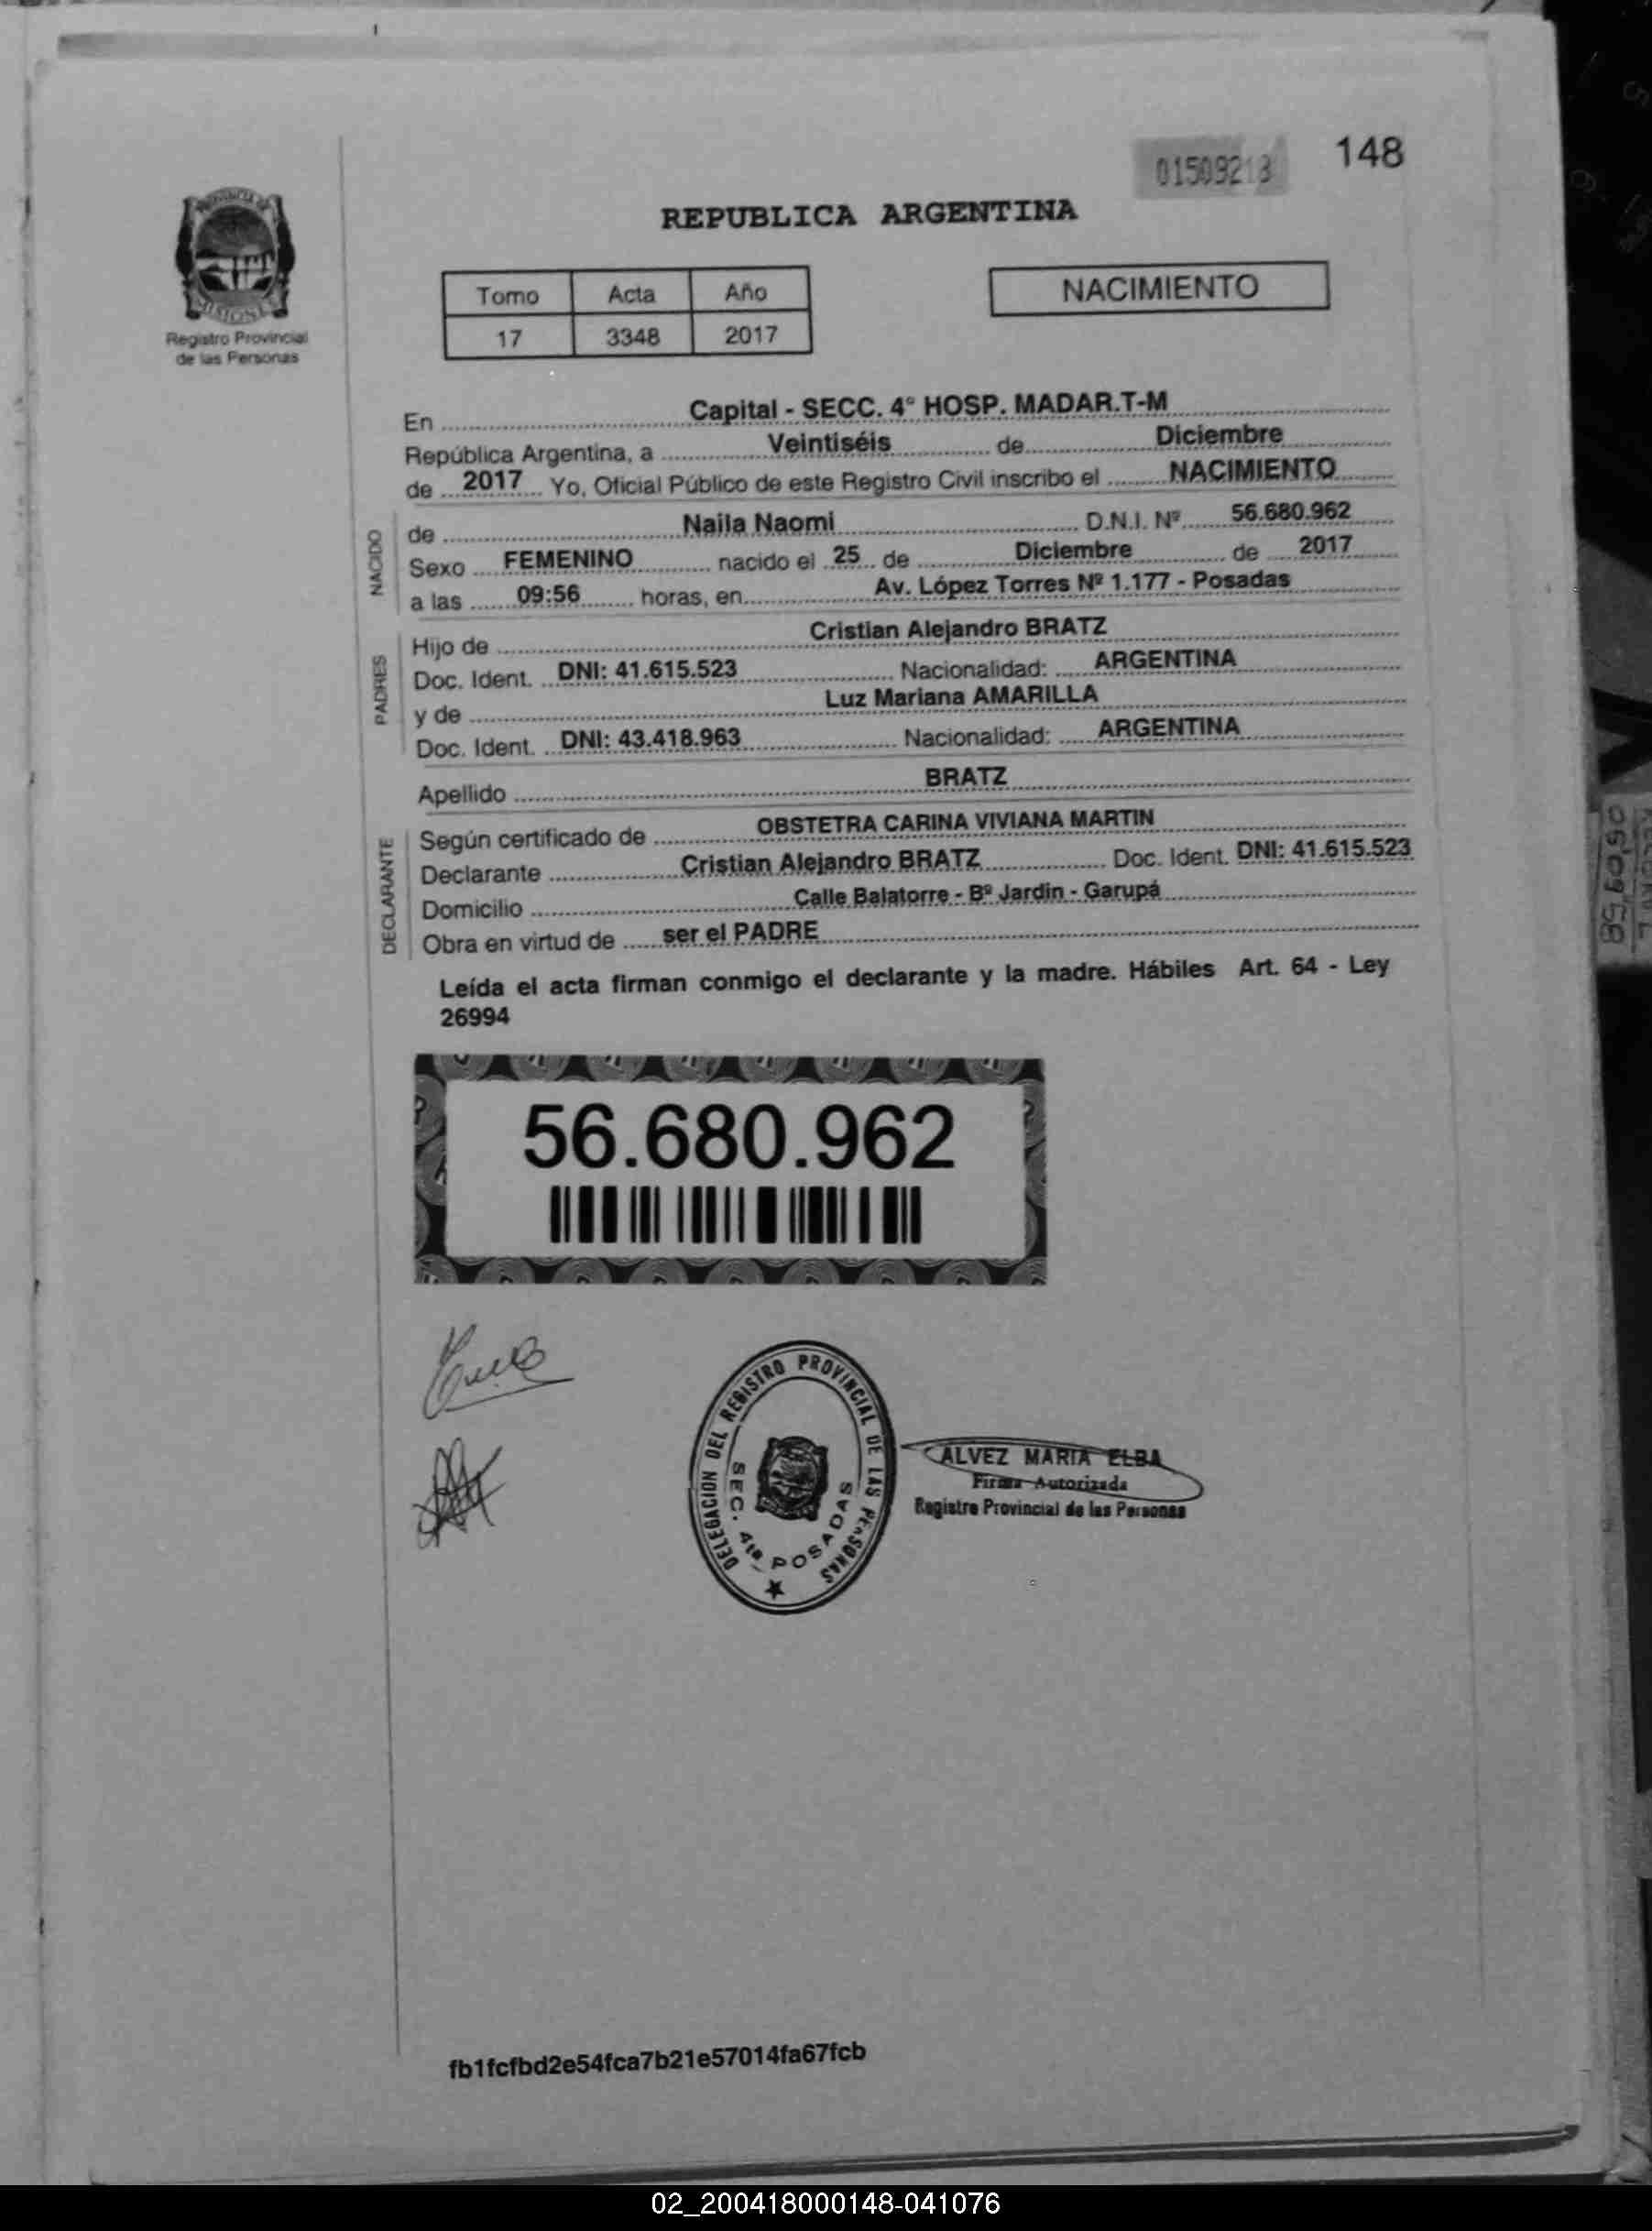 148
REPUBLICA ARGENTINA
Registro Provincial
de las Personas
Tomo Acta Año
17 3348 2017
NACIMIENTO
En Capital - SECC. 4° HOSP. MADAR.T-M
República Argentina, a Veintiséis de Diciembre
de 2017 Yo, Oficial Público de este Registro Civil inscribo el NACIMIENTO
NACIDO
de Naila Naomi D.N.I. Nº 56.680.962
Sexo FEMENINO nacido el 25 de Diciembre de 2017
a las 09:56 horas, en Av. López Torres Nº 1.177 - Posadas
PADRES
Hijo de Cristian Alejandro BRATZ
Doc. Ident. DNI: 41.615.523 Nacionalidad: ARGENTINA
y de Luz Mariana AMARILLA
Doc. Ident. DNI: 43.418.963 Nacionalidad: ARGENTINA
Apellido BRATZ
DECLARANTE
Según certificado de OBSTETRA CARINA VIVIANA MARTIN
Declarante Cristian Alejandro BRATZ Doc. Ident. DNI: 41.615.523
Domicilio Calle Balatorre - Bº Jardin - Garupá
Obra en virtud de ser el PADRE
Leída el acta firman conmigo el declarante y la madre. Hábiles Art. 64 - Ley
26994
56.680.962
DELEGACION DEL REGISTRO PROVINCIAL DE LAS PERSONAS
SEC. 4ta. POSADAS
ALVEZ MARIA ELBA
Firma Autorizada
Registro Provincial de las Personas
fb1fcfbd2e54fca7b21e57014fa67fcb
02_200418000148-041076